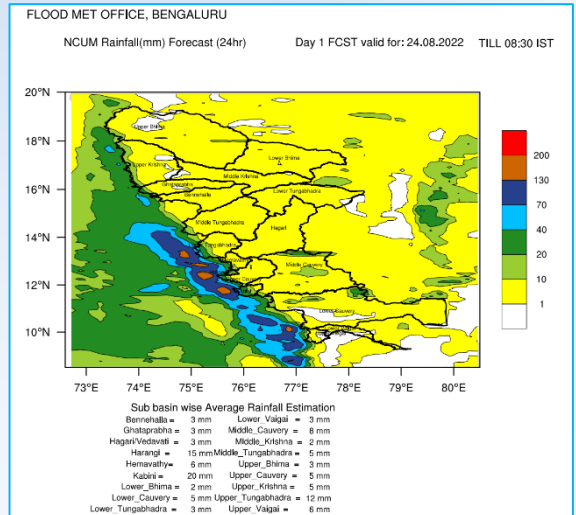 FLOOD MET OFFICE, BENGALURU
NCUM Rainfall(mm) Forecast (24hr) Day 1 FCST valid for: 24.08.2022 TILL 08:30 IST
20°N
18°N
16°N
14°N
12°N
10°N
Upper Bhima
Lower Bhima
Upper Krishna
Middle Krishna
Ghataprabha
Bennehalla
Lower Tungabhadra
Middle Tungabhadra
Hagari
Middle Cauvery
200
130
70
40
20
10
1
73°E 74°E 75°E 76°E 77°E 78°E 79°E 80°E
Sub basin wise Average Rainfall Estimation
Bennehalla = 3 mm Lower_Vaigai = 3 mm
Ghataprabha = 3 mm Middle_Cauvery = 8 mm
Hagari/Vedavati = 3 mm Middle_Krishna = 2 mm
Harangi = 15 mm Middle_Tungabhadra = 5 mm
Hemavathy= 6 mm Upper_Bhima = 3 mm
Kabini = 20 mm Upper_Cauvery = 5 mm
Lower_Bhima = 2 mm Upper_Krishna = 5 mm
Lower_Cauvery = 5 mm Upper_Tungabhadra = 12 mm
Lower_Tungabhadra = 3 mm Upper_Vaigai = 6 mm